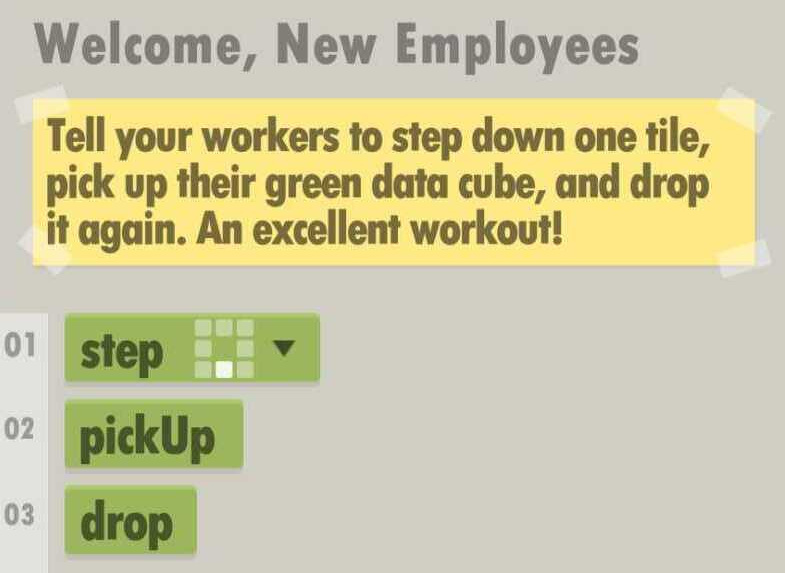 Welcome, New Employees
Tell your workers to step down one tile,
pick up their green data cube, and drop
it again. An excellent workout!
01 step
02 pickUp
03 drop